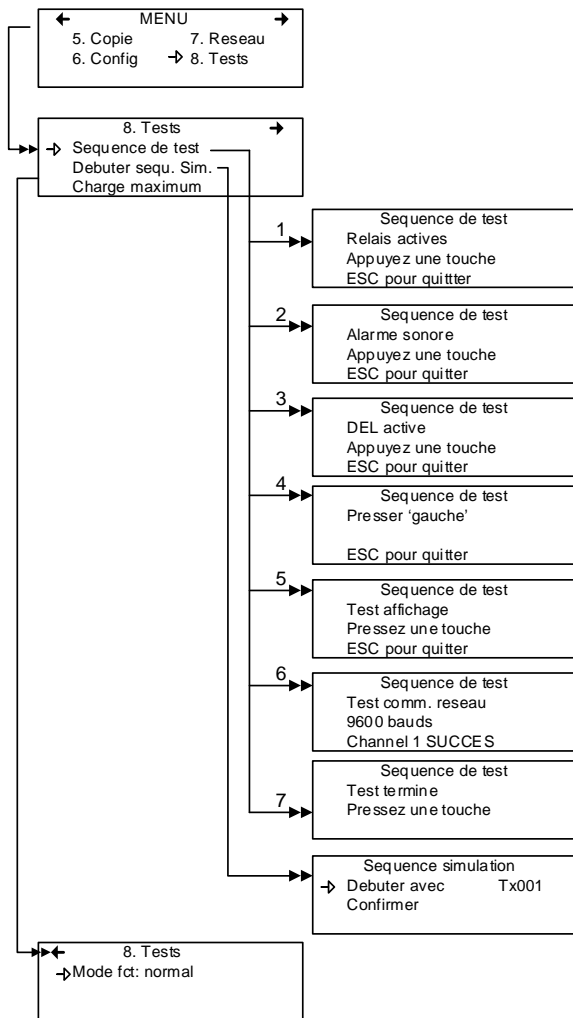 MENU
5. Copie 7. Reseau
6. Config 8. Tests
8. Tests
Sequence de test
Debuter sequ. Sim.
Charge maximum
1
Sequence de test
Relais actives
Appuyez une touche
ESC pour quittter
2
Sequence de test
Alarme sonore
Appuyez une touche
ESC pour quitter
3
Sequence de test
DEL active
Appuyez une touche
ESC pour quitter
4
Sequence de test
Presser ‘gauche’
ESC pour quitter
5
Sequence de test
Test affichage
Pressez une touche
ESC pour quitter
6
Sequence de test
Test comm. reseau
9600 bauds
Channel 1 SUCCES
7
Sequence de test
Test termine
Pressez une touche
Sequence simulation
Debuter avec Tx001
Confirmer
8. Tests
Mode fct: normal